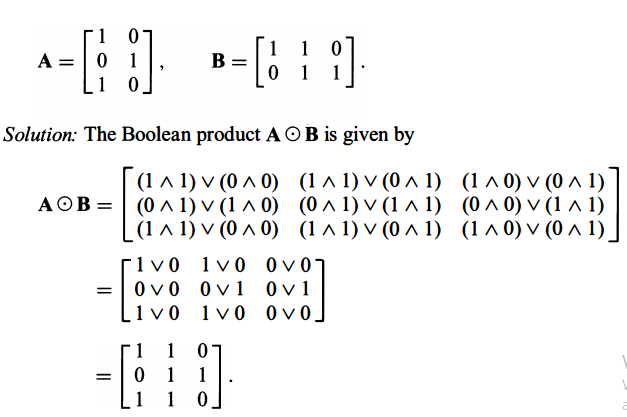 A = [1 0; 0 1; 1 0], B = [1 1 0; 0 1 1].
Solution: The Boolean product A ⊙ B is given by
A ⊙ B = [(1 ∧ 1) ∨ (0 ∧ 0) (1 ∧ 1) ∨ (0 ∧ 1) (1 ∧ 0) ∨ (0 ∧ 1)
(0 ∧ 1) ∨ (1 ∧ 0) (0 ∧ 1) ∨ (1 ∧ 1) (0 ∧ 0) ∨ (1 ∧ 1)
(1 ∧ 1) ∨ (0 ∧ 0) (1 ∧ 1) ∨ (0 ∧ 1) (1 ∧ 0) ∨ (0 ∧ 1)]
= [1 ∨ 0 1 ∨ 0 0 ∨ 0
0 ∨ 0 0 ∨ 1 0 ∨ 1
1 ∨ 0 1 ∨ 0 0 ∨ 0]
= [1 1 0
0 1 1
1 1 0].